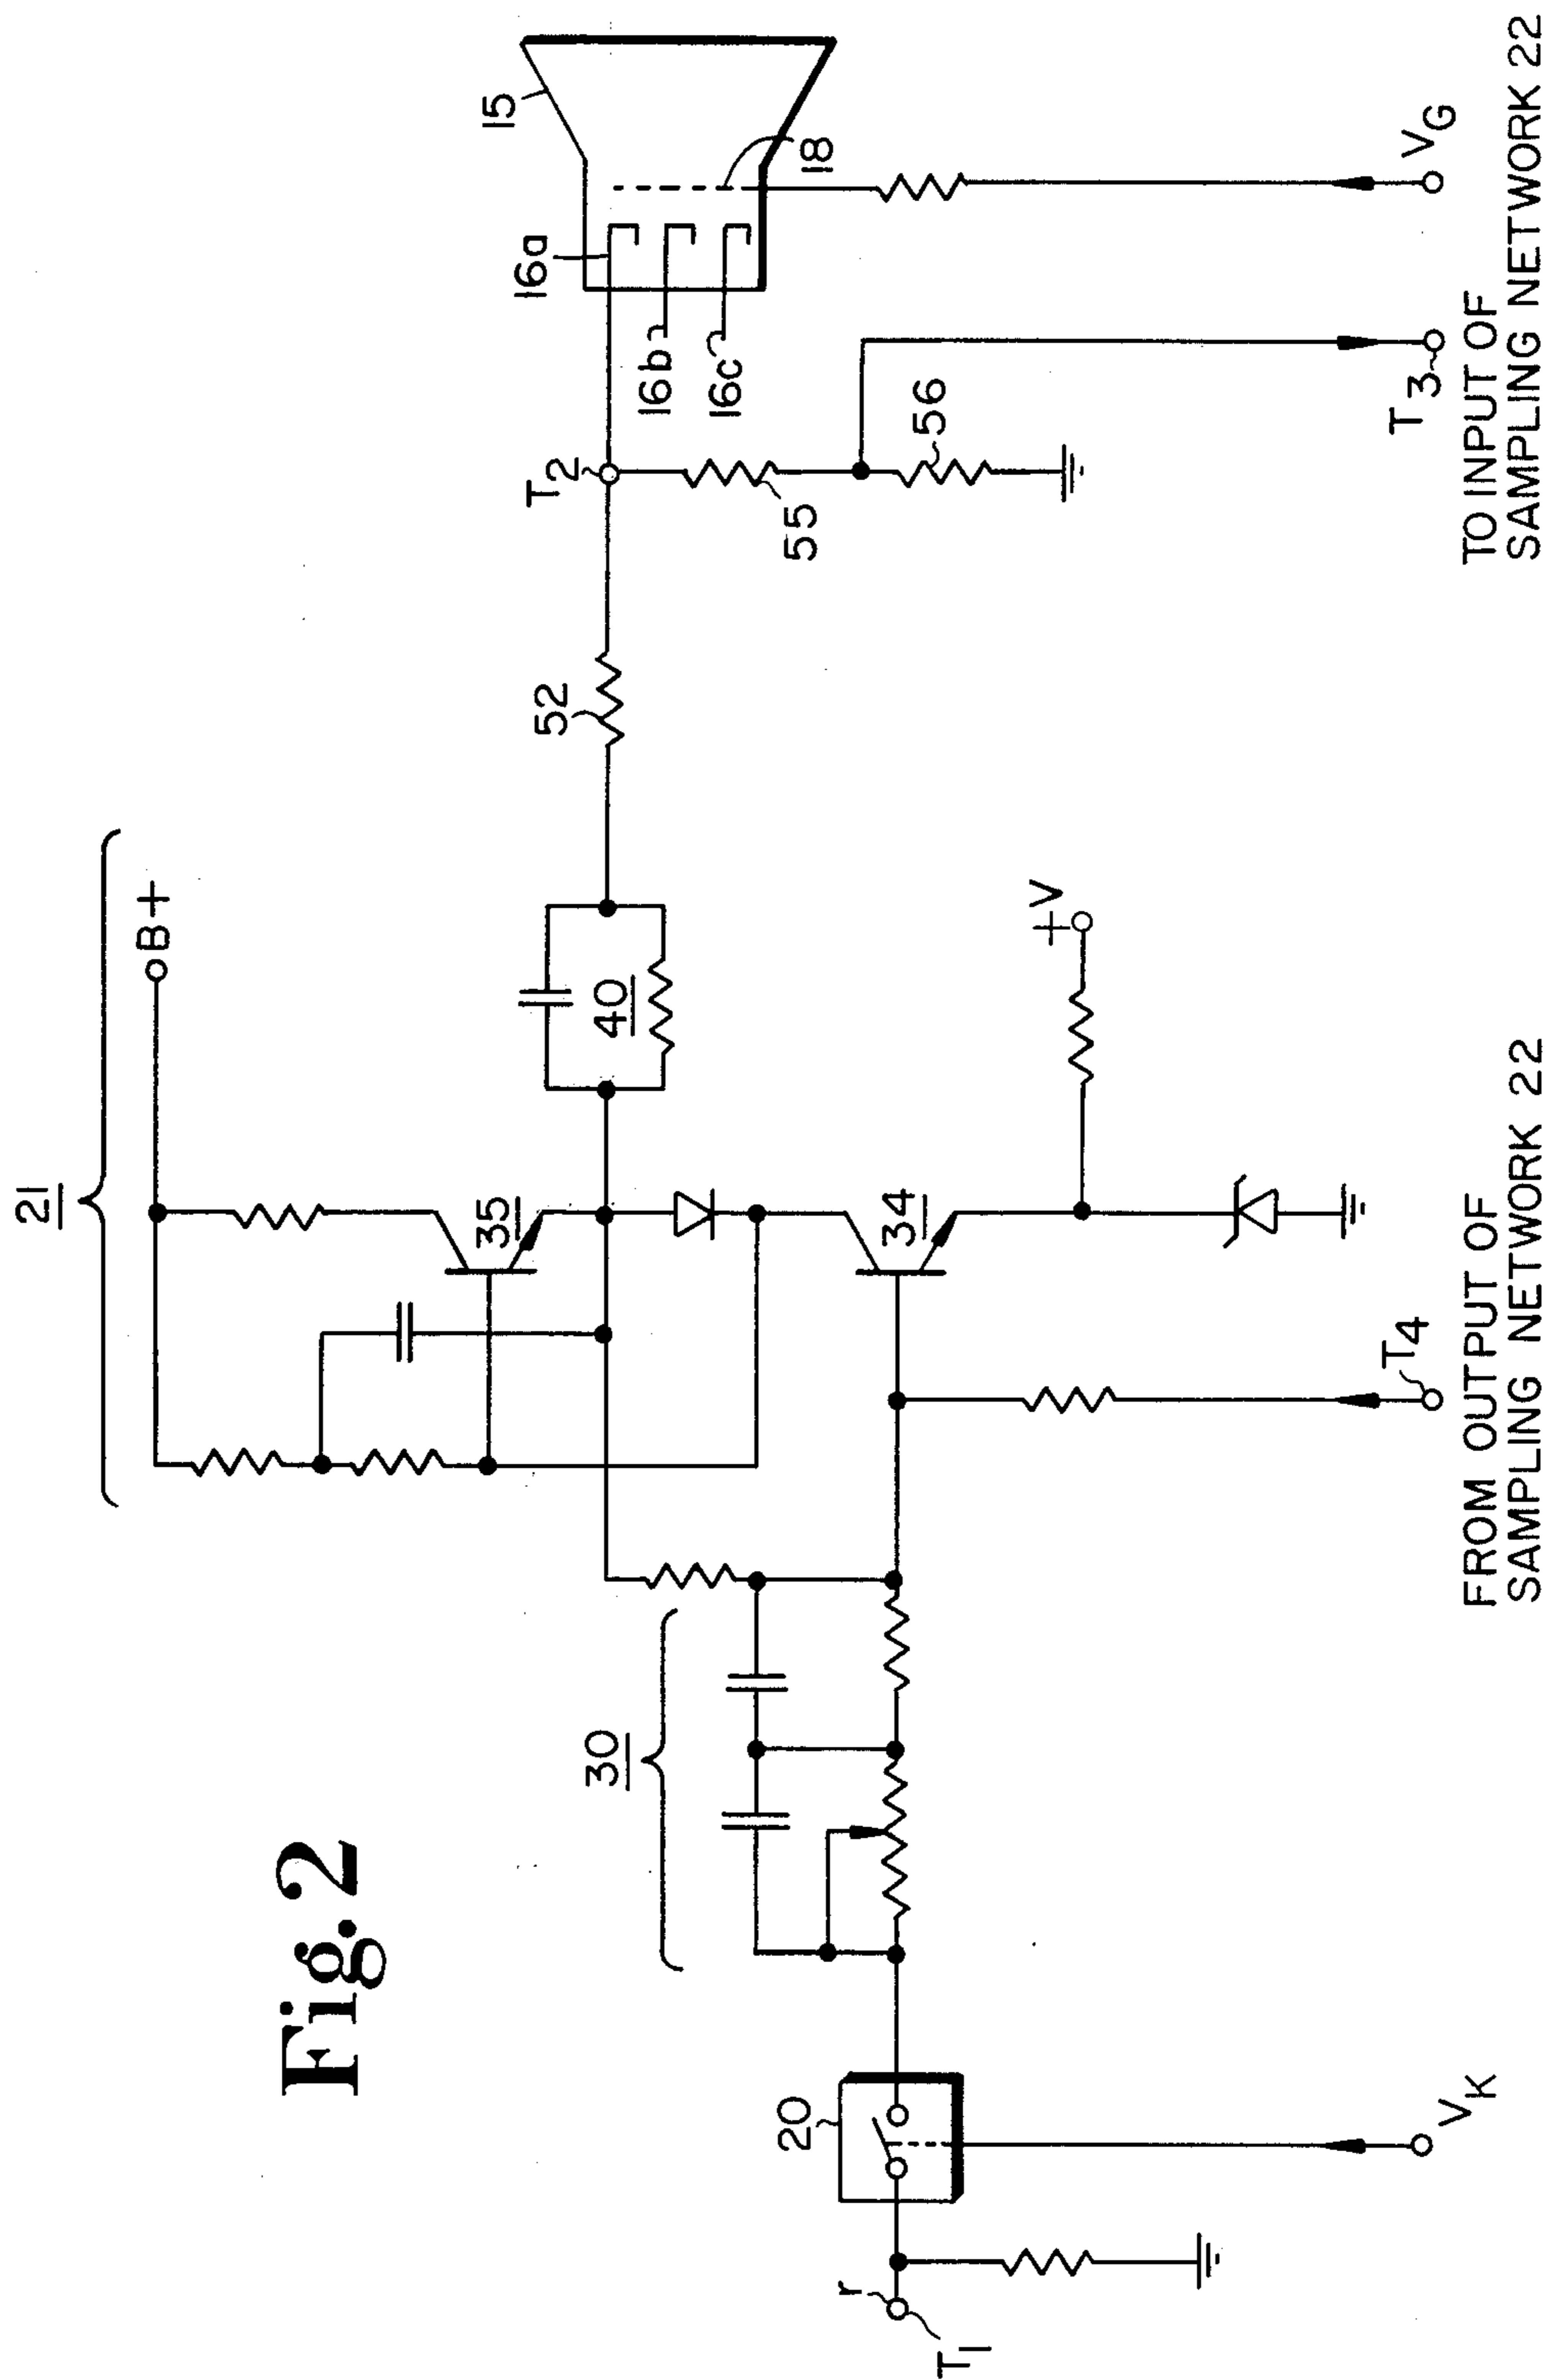 Fig.2
21
B+
15
16a
16b
16c
18
T2
52
40
35
34
30
20
55
56
+V
r
T1
VK
T4
FROM OUTPUT OF
SAMPLING NETWORK 22
T3
TO INPUT OF
SAMPLING NETWORK 22
VG